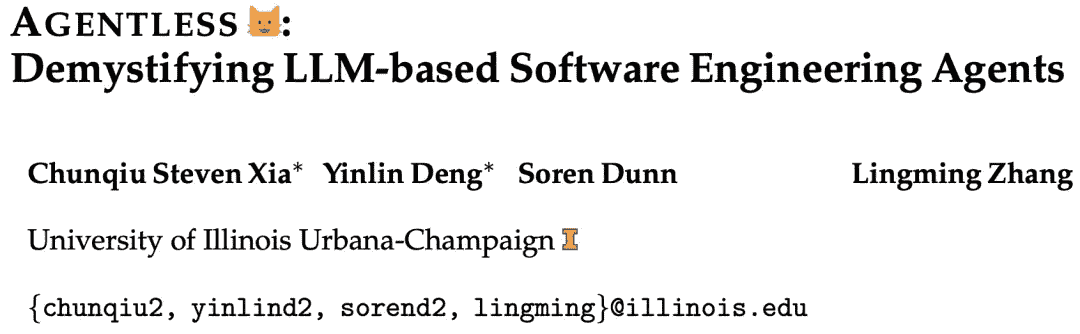 AGENTLESS :
Demystifying LLM-based Software Engineering Agents
Chunqiu Steven Xia* Yinlin Deng* Soren Dunn Lingming Zhang
University of Illinois Urbana-Champaign I
{chunqiu2, yinlind2, sorend2, lingming}@illinois.edu